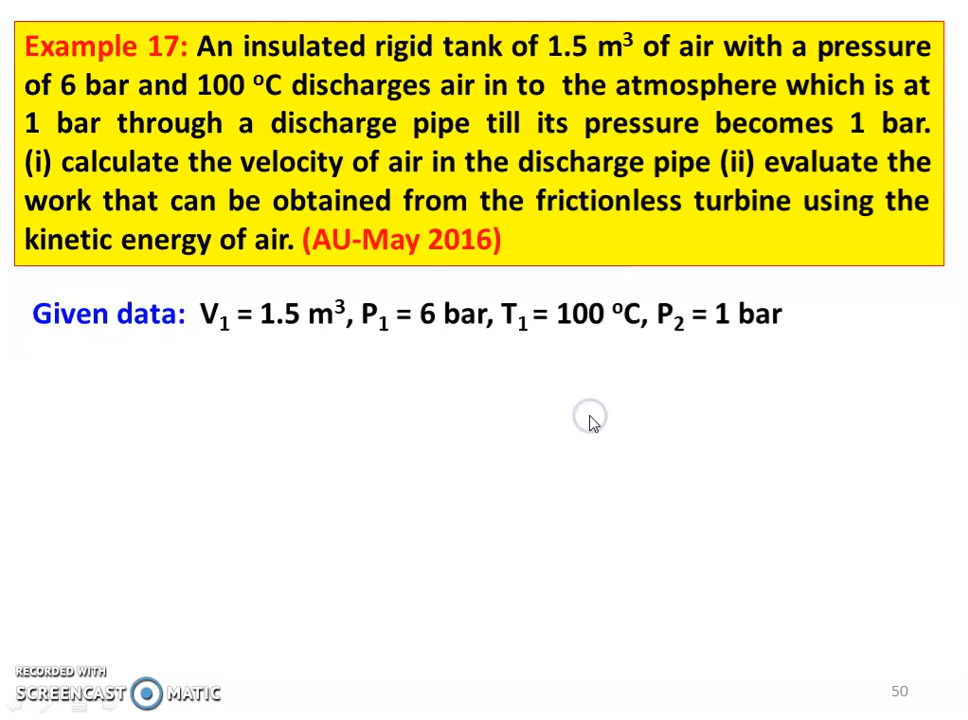 Example 17: An insulated rigid tank of 1.5 m³ of air with a pressure
of 6 bar and 100 ᵒC discharges air in to the atmosphere which is at
1 bar through a discharge pipe till its pressure becomes 1 bar.
(i) calculate the velocity of air in the discharge pipe (ii) evaluate the
work that can be obtained from the frictionless turbine using the
kinetic energy of air. (AU-May 2016)
Given data: V₁ = 1.5 m³, P₁ = 6 bar, T₁ = 100 ᵒC, P₂ = 1 bar
RECORDED WITH
SCREENCAST MATIC
50